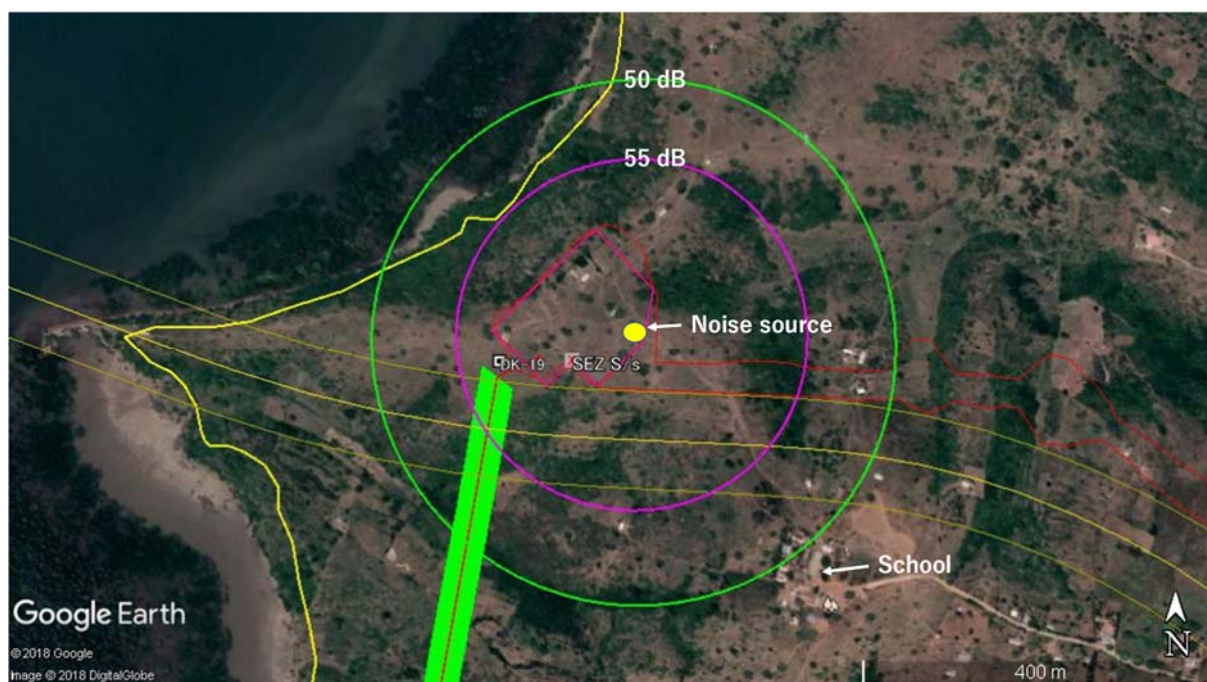 50 dB
55 dB
Noise source
DK-19
SEZ S/s
School
Google Earth
© 2018 Google
Image © 2018 DigitalGlobe
N
400 m